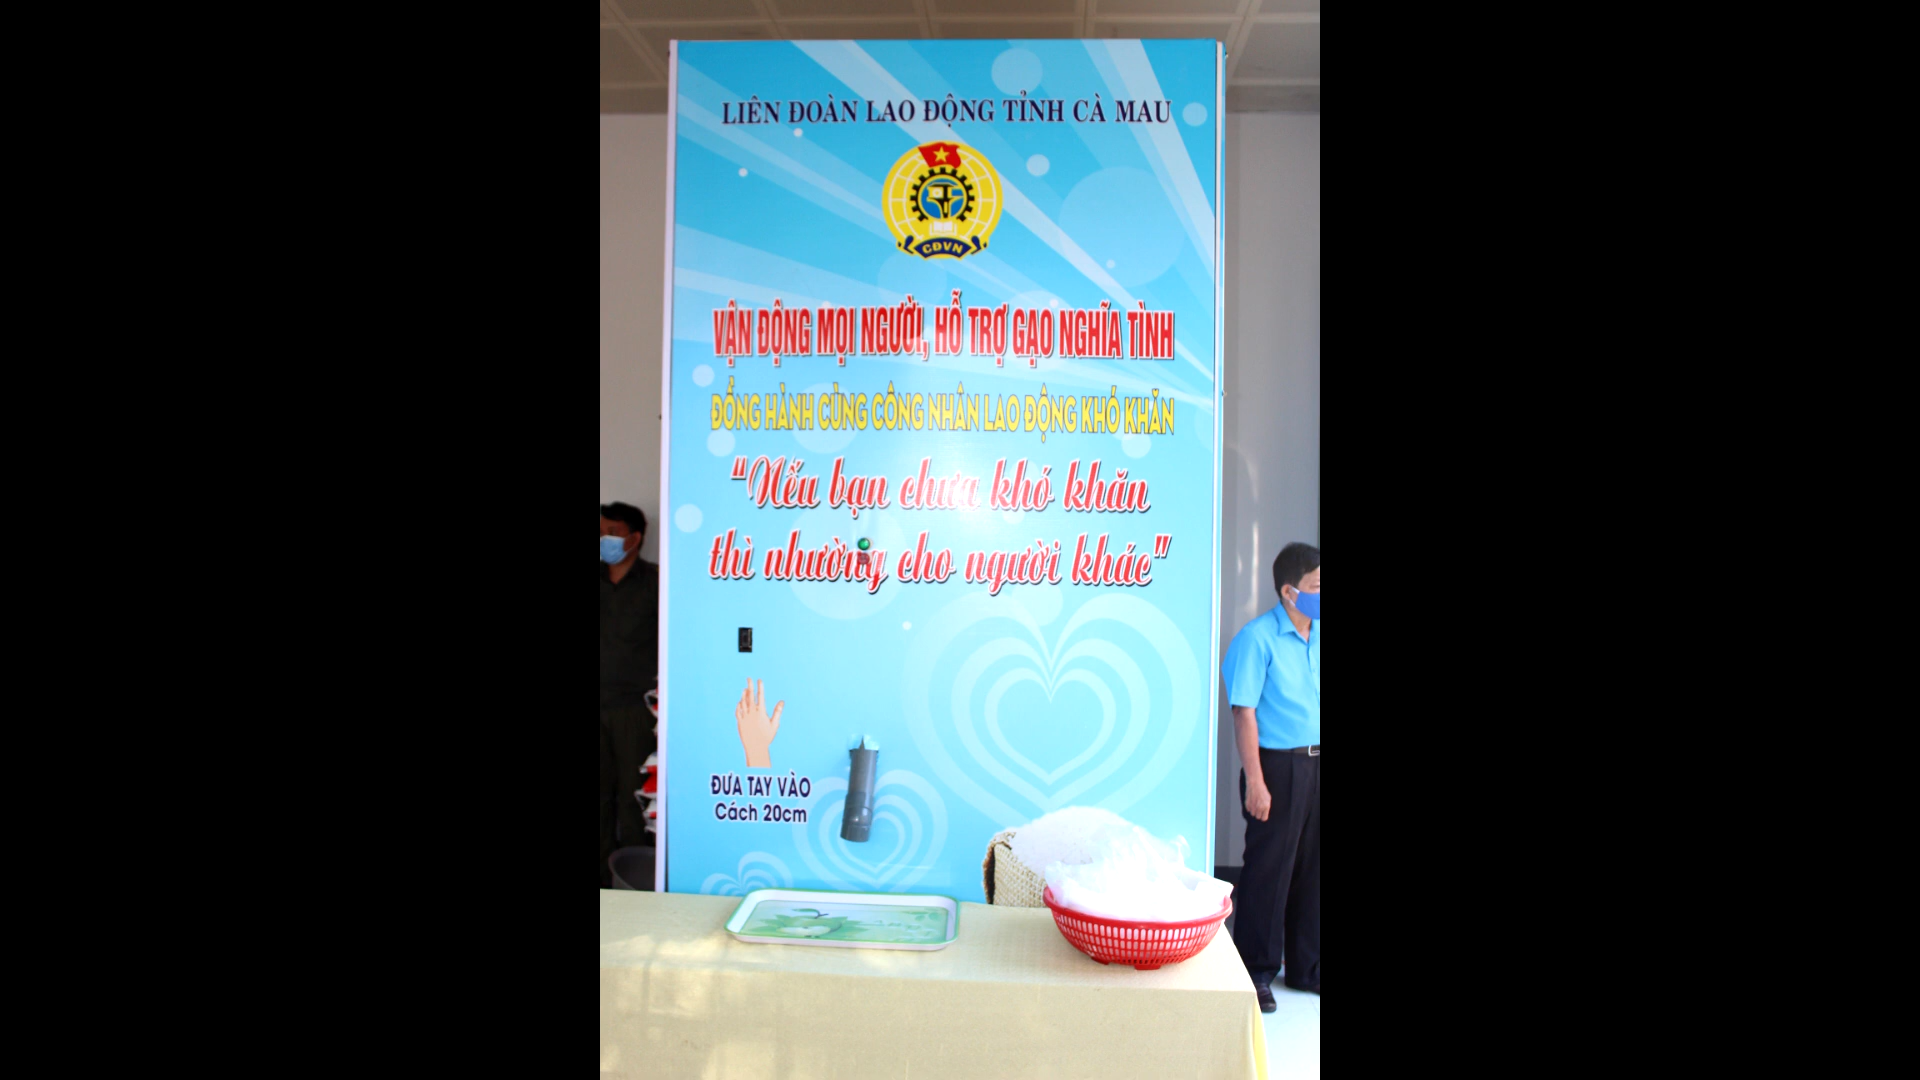 LIÊN ĐOÀN LAO ĐỘNG TỈNH CÀ MAU
CĐVN
VẬN ĐỘNG MỌI NGƯỜI, HỖ TRỢ GẠO NGHĨA TÌNH
ĐỒNG HÀNH CÙNG CÔNG NHÂN LAO ĐỘNG KHÓ KHĂN
"Nếu bạn chưa khó khăn
thì nhường cho người khác"
ĐƯA TAY VÀO
Cách 20cm